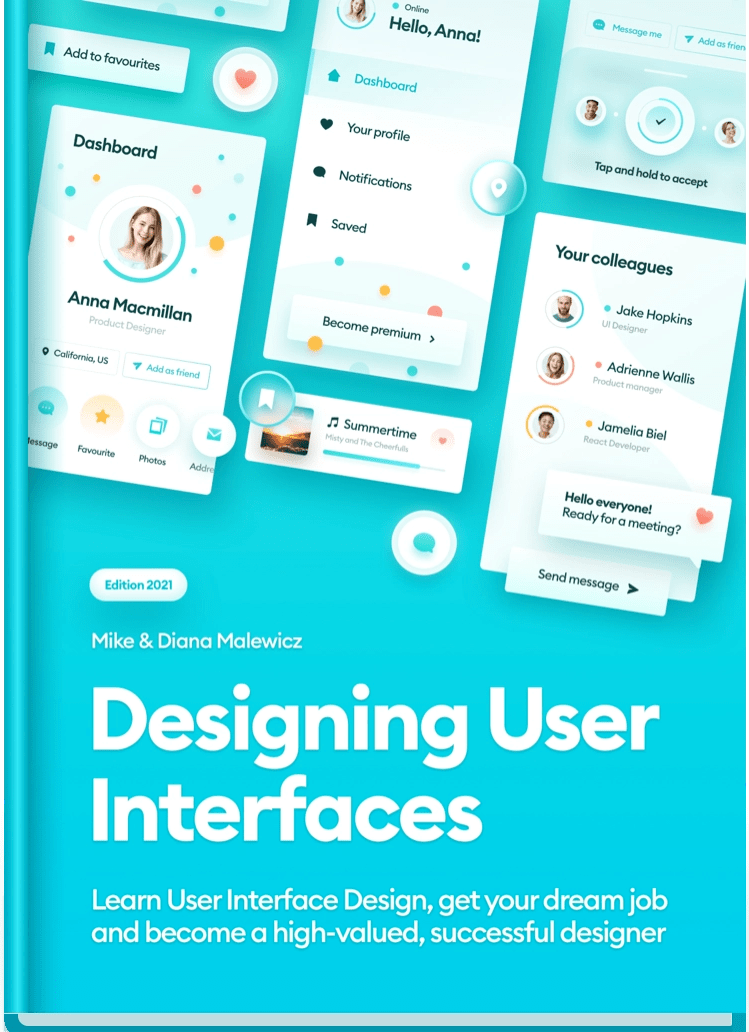 Online
Hello, Anna!
Message me
Add as
Add to favourites
Dashboard
Dashboard
Your profile
Notifications
Saved
Become premium
Tap and hold to accept
Anna Macmillan
Product Designer
California, US
Add as friend
Favourite
Photos
Your colleagues
Jake Hopkins
UI Designer
Adrienne Wallis
Product manager
Jamelia Biel
React Developer
Summertime
Misty and The Cheerfulls
Hello everyone!
Ready for a meeting?
Send message
Edition 2021
Mike & Diana Malewicz
Designing User
Interfaces
Learn User Interface Design, get your dream job
and become a high-valued, successful designer